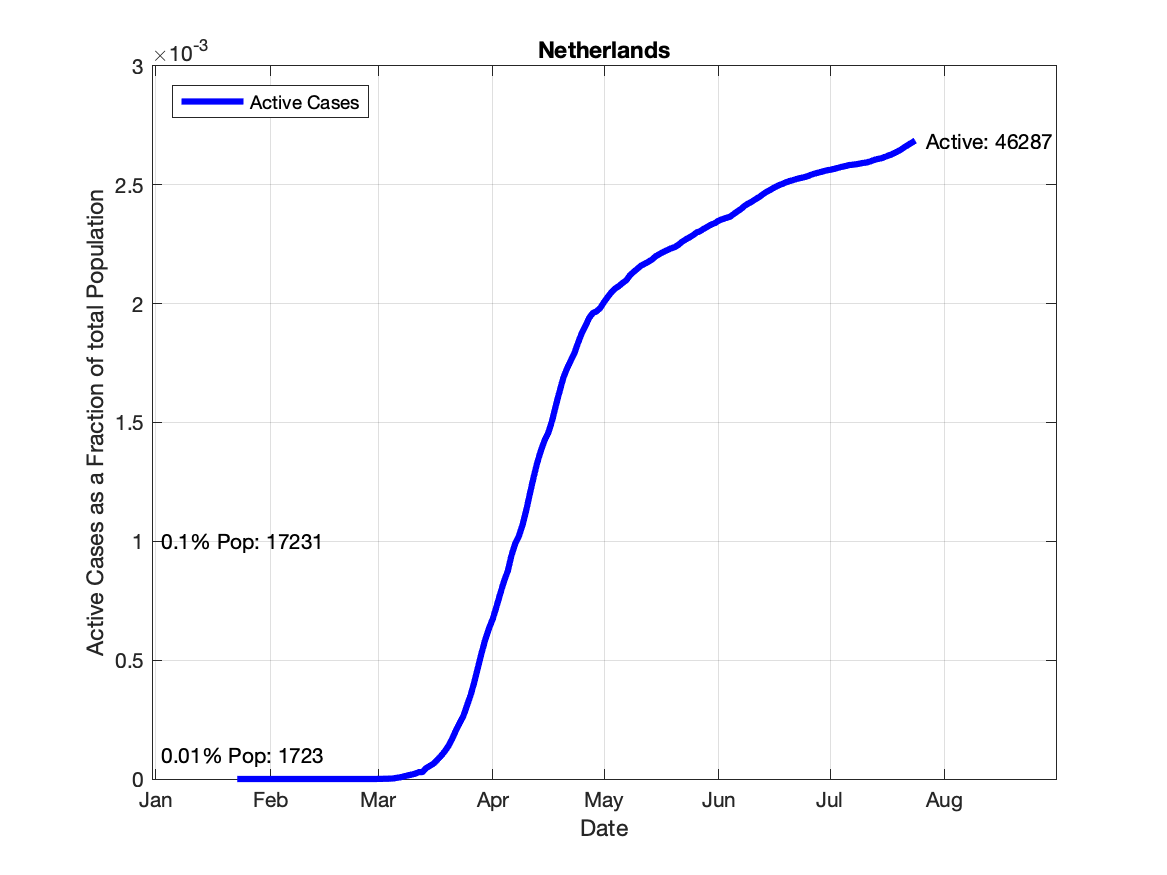 Netherlands
×10-3
3
2.5
2
1.5
1
0.5
0
Active Cases
Active: 46287
0.1% Pop: 17231
0.01% Pop: 1723
Active Cases as a Fraction of total Population
Jan Feb Mar Apr May Jun Jul Aug
Date